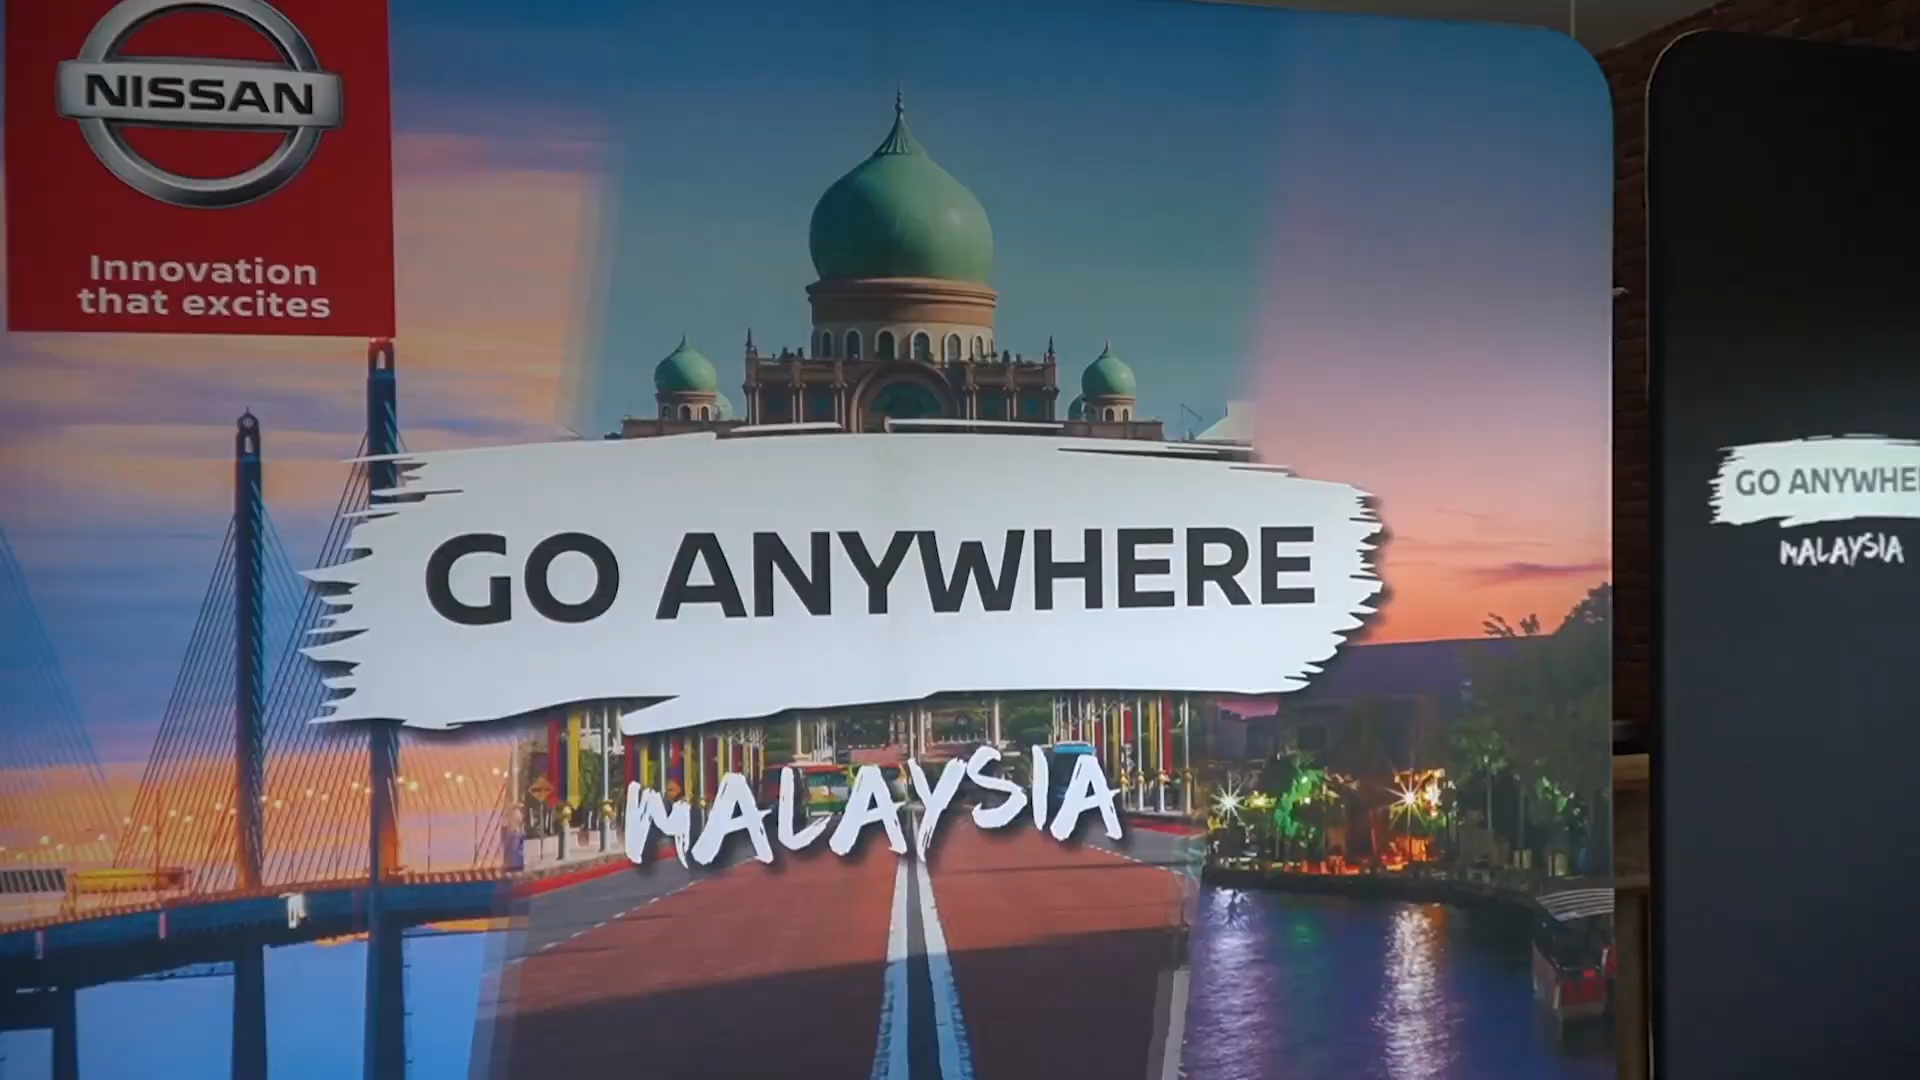 NISSAN
Innovation
that excites
GO ANYWHERE
MALAYSIA
GO ANYWHE
MALAYSIA